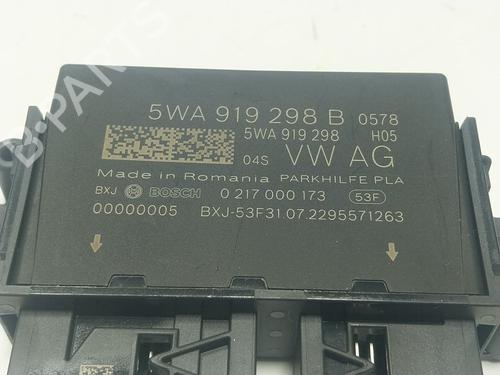 5WA 919 298 B 0578
5WA 919 298 H05
04S VW AG
Made in Romania PARKHILFE PLA
BXJ BOSCH 0 217 000 173 53F
00000005 BXJ-53F31.07.2295571263
B-PARTS